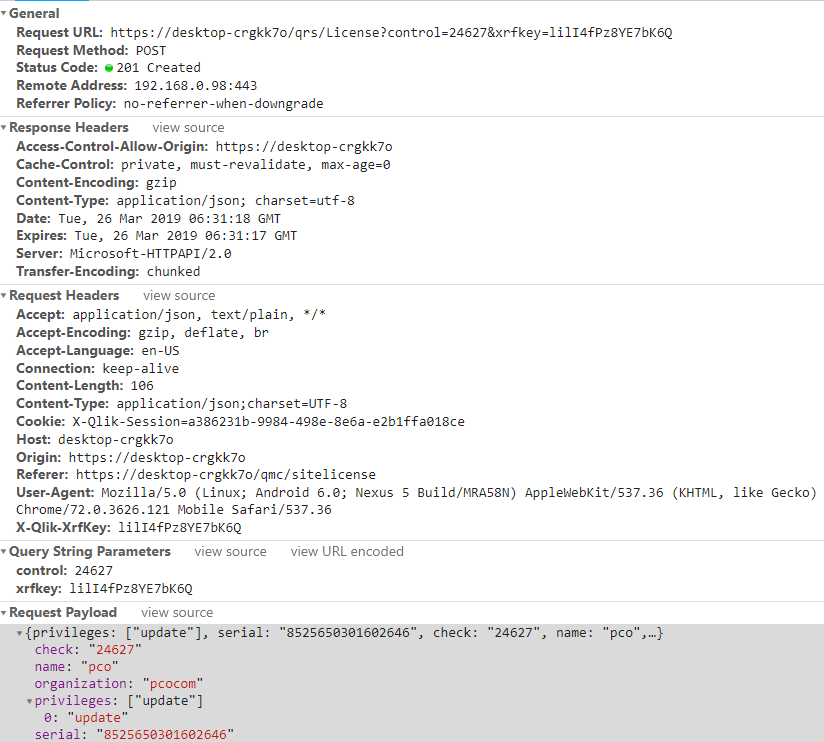 General
Request URL: https://desktop-crgkk7o/qrs/License?control=24627&xrfkey=lilI4fPz8YE7bK6Q
Request Method: POST
Status Code: 201 Created
Remote Address: 192.168.0.98:443
Referrer Policy: no-referrer-when-downgrade
Response Headers view source
Access-Control-Allow-Origin: https://desktop-crgkk7o
Cache-Control: private, must-revalidate, max-age=0
Content-Encoding: gzip
Content-Type: application/json; charset=utf-8
Date: Tue, 26 Mar 2019 06:31:18 GMT
Expires: Tue, 26 Mar 2019 06:31:17 GMT
Server: Microsoft-HTTPAPI/2.0
Transfer-Encoding: chunked
Request Headers view source
Accept: application/json, text/plain, */*
Accept-Encoding: gzip, deflate, br
Accept-Language: en-US
Connection: keep-alive
Content-Length: 106
Content-Type: application/json;charset=UTF-8
Cookie: X-Qlik-Session=a386231b-9984-498e-8e6a-e2b1ffa018ce
Host: desktop-crgkk7o
Origin: https://desktop-crgkk7o
Referer: https://desktop-crgkk7o/qmc/sitelicense
User-Agent: Mozilla/5.0 (Linux; Android 6.0; Nexus 5 Build/MRA58N) AppleWebKit/537.36 (KHTML, like Gecko)
Chrome/72.0.3626.121 Mobile Safari/537.36
X-Qlik-XrfKey: lilI4fPz8YE7bK6Q
Query String Parameters view source view URL encoded
control: 24627
xrfkey: lilI4fPz8YE7bK6Q
Request Payload view source
{privileges: ["update"], serial: "8525650301602646", check: "24627", name: "pco",…}
check: "24627"
name: "pco"
organization: "pcocom"
privileges: ["update"]
0: "update"
serial: "8525650301602646"